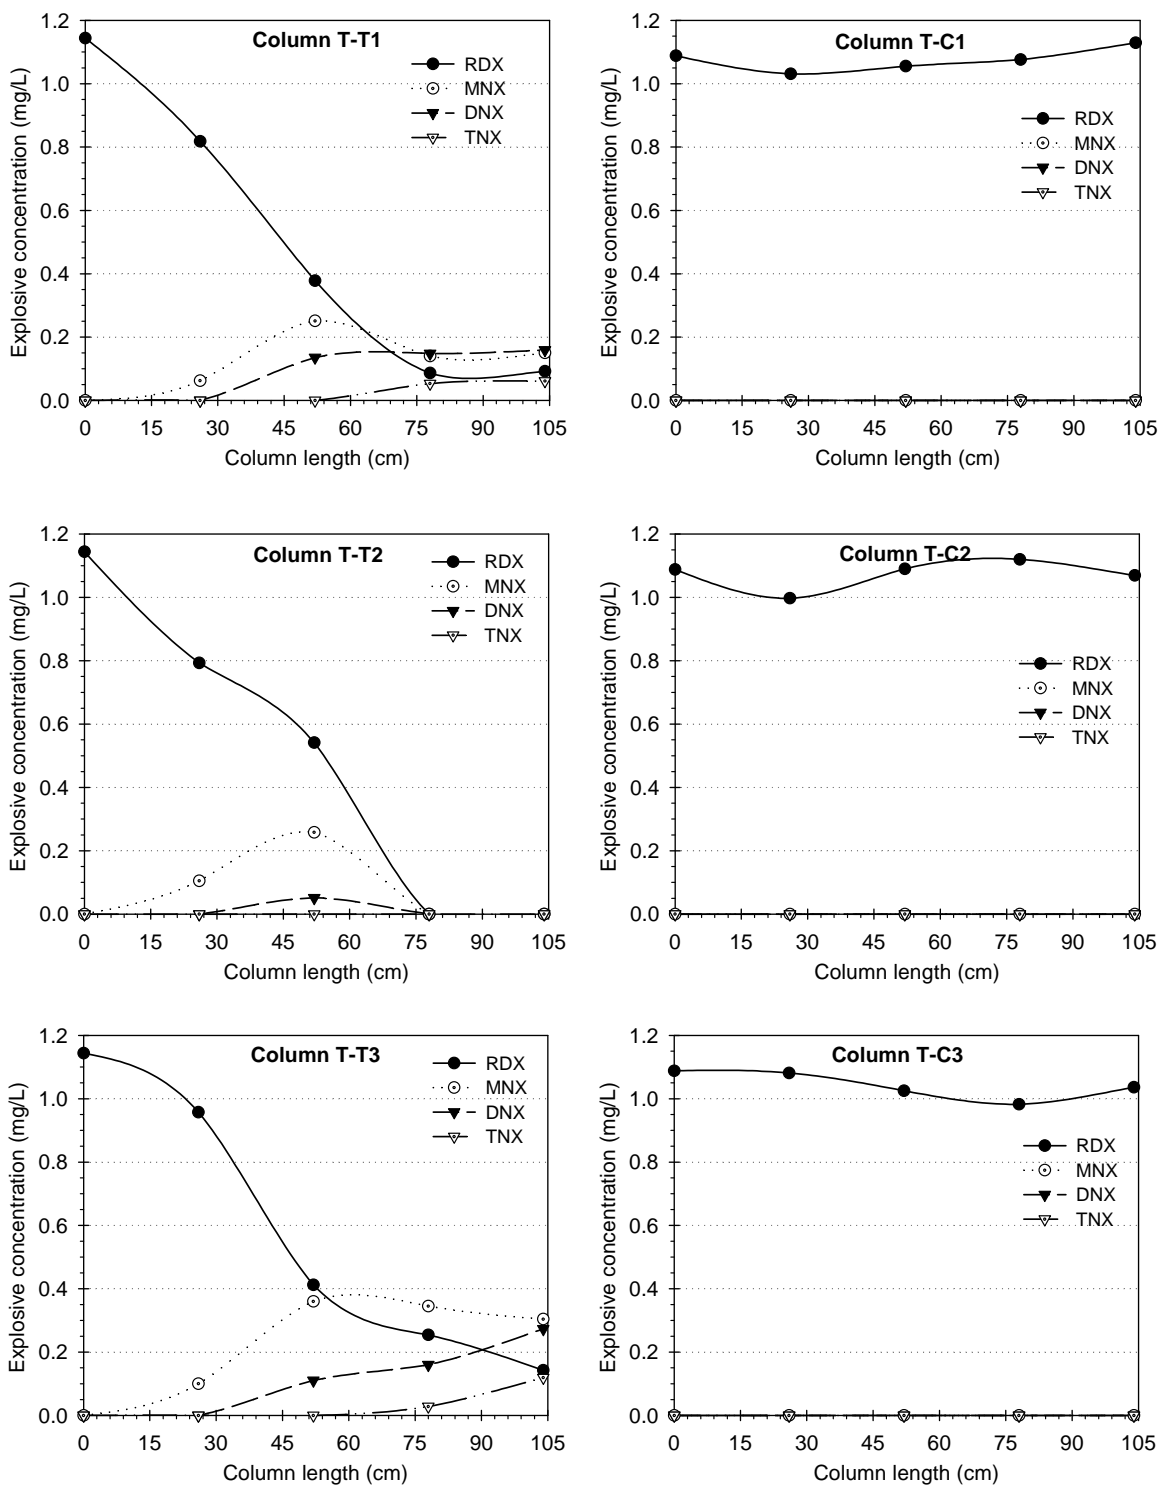 Column T-T1
RDX
MNX
DNX
TNX
1.2
1.0
0.8
0.6
0.4
0.2
0.0
Explosive concentration (mg/L)
0 15 30 45 60 75 90 105
Column length (cm)
Column T-C1
RDX
MNX
DNX
TNX
1.2
1.0
0.8
0.6
0.4
0.2
0.0
Explosive concentration (mg/L)
0 15 30 45 60 75 90 105
Column length (cm)
Column T-T2
RDX
MNX
DNX
TNX
1.2
1.0
0.8
0.6
0.4
0.2
0.0
Explosive concentration (mg/L)
0 15 30 45 60 75 90 105
Column length (cm)
Column T-C2
RDX
MNX
DNX
TNX
1.2
1.0
0.8
0.6
0.4
0.2
0.0
Explosive concentration (mg/L)
0 15 30 45 60 75 90 105
Column length (cm)
Column T-T3
RDX
MNX
DNX
TNX
1.2
1.0
0.8
0.6
0.4
0.2
0.0
Explosive concentration (mg/L)
0 15 30 45 60 75 90 105
Column length (cm)
Column T-C3
RDX
MNX
DNX
TNX
1.2
1.0
0.8
0.6
0.4
0.2
0.0
Explosive concentration (mg/L)
0 15 30 45 60 75 90 105
Column length (cm)